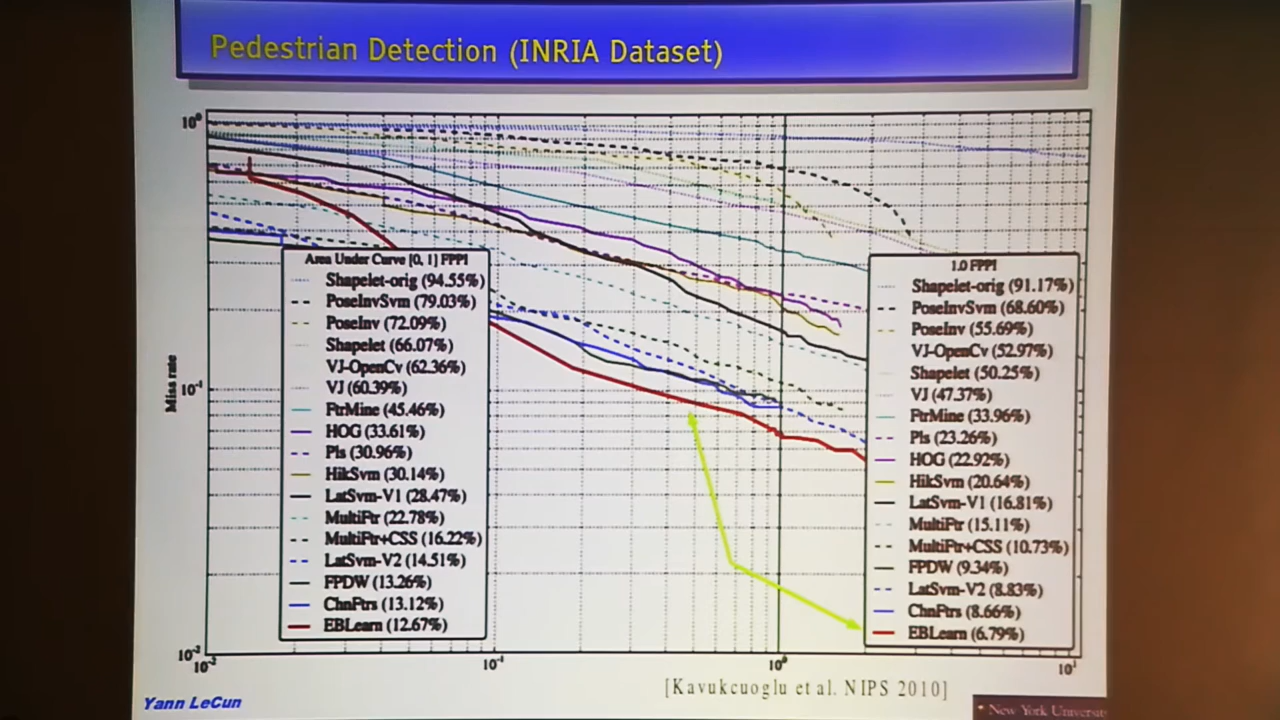 Pedestrian Detection (INRIA Dataset)
10⁰
Area Under Curve [0, 1] FPPI
Shapelet-orig (94.55%)
PoseInvSvm (79.03%)
PoseInv (72.09%)
Shapelet (66.07%)
VJ-OpenCv (62.36%)
VJ (60.39%)
FtrMine (45.46%)
HOG (33.61%)
Pls (30.96%)
HikSvm (30.14%)
LatSvm-V1 (28.47%)
MultiFtr (22.78%)
MultiFtr+CSS (16.22%)
LatSvm-V2 (14.51%)
FPDW (13.26%)
ChnFtrs (13.12%)
EBLearn (12.67%)
1.0 FPPI
Shapelet-orig (91.17%)
PoseInvSvm (68.60%)
PoseInv (55.69%)
VJ-OpenCv (52.97%)
Shapelet (50.25%)
VJ (47.37%)
FtrMine (33.96%)
Pls (23.26%)
HOG (22.92%)
HikSvm (20.64%)
LatSvm-V1 (16.81%)
MultiFtr (15.11%)
MultiFtr+CSS (10.73%)
FPDW (9.34%)
LatSvm-V2 (8.83%)
ChnFtrs (8.66%)
EBLearn (6.79%)
Miss rate
10⁻¹
10⁻²
10⁻² 10⁻¹ 10⁰ 10¹
[Kavukcuoglu et al. NIPS 2010]
Yann LeCun
New York